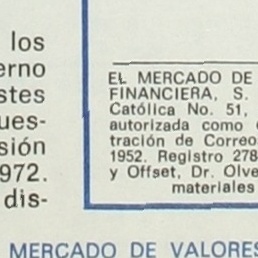 los
erno
stes
ues-
sión
972.
dis-
EL MERCADO DE
FINANCIERA, S.
Católica No. 51,
autorizada como
tración de Correo
1952. Registro 278
y Offset, Dr. Olve
materiales
MERCADO DE VALORES